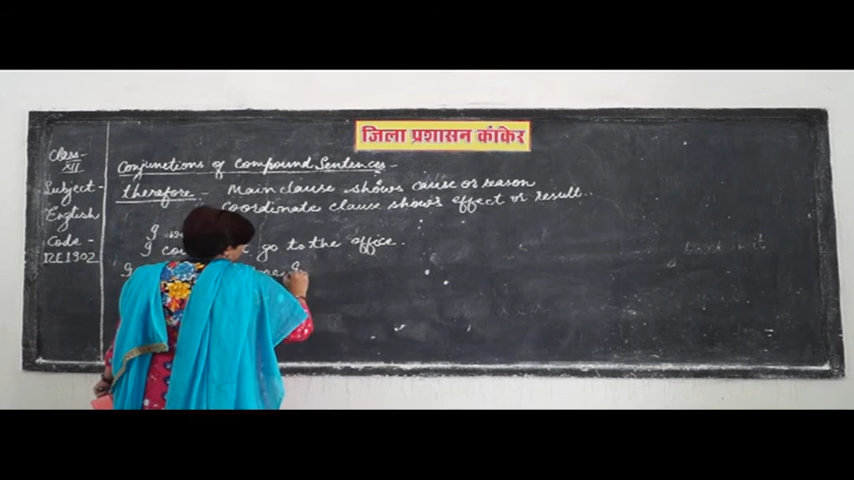 जिला प्रशासन कांकेर
Class-
XII
Subject-
English
Code-
RE1902
Conjunctions of Compound Sentences-
therefore - Main clause shows cause or reason
Coordinate clause shows effect or result..
I
I go to the office..
I